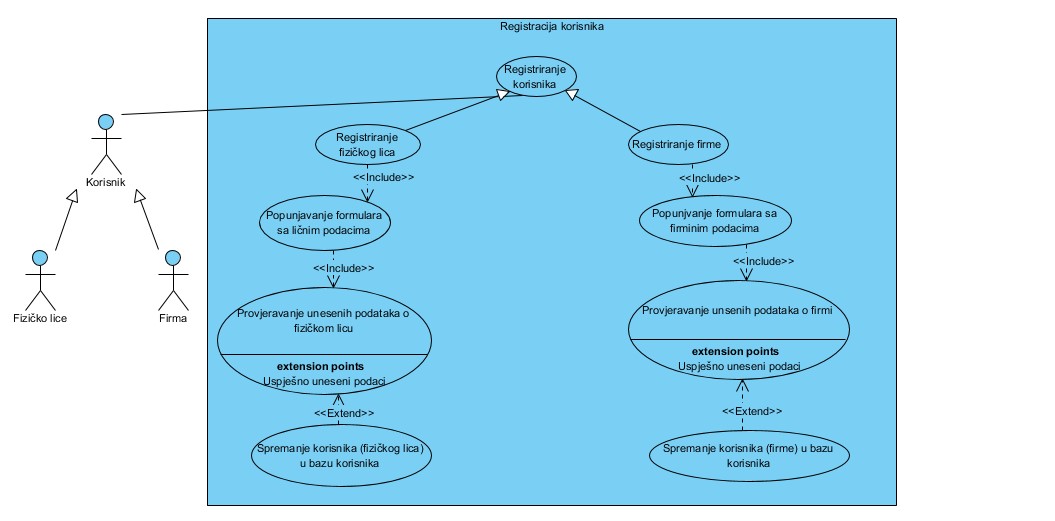 Registracija korisnika
Registriranje
korisnika
Registriranje
fizičkog lica
Registriranje firme
<<Include>>
<<Include>>
Korisnik
Popunjavanje formulara
sa ličnim podacima
Popunjvanje formulara sa
firminim podacima
<<Include>>
<<Include>>
Fizičko lice
Firma
Provjeravanje unesenih podataka o
fizičkom licu
extension points
Uspješno uneseni podaci
Provjeravanje unsenih podataka o firmi
extension points
Uspješno uneseni podaci
<<Extend>>
<<Extend>>
Spremanje korisnika (fizičkog lica)
u bazu korisnika
Spremanje korisnika (firme) u bazu
korisnika